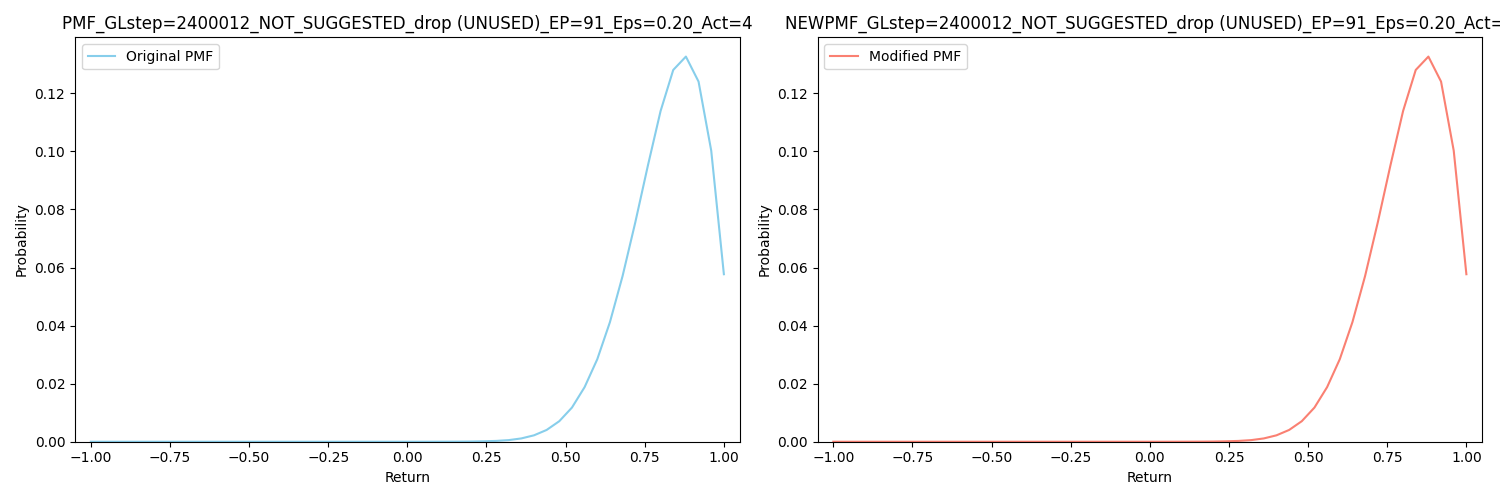 PMF_GLstep=2400012_NOT_SUGGESTED_drop (UNUSED)_EP=91_Eps=0.20_Act=4
Original PMF
Probability
0.12
0.10
0.08
0.06
0.04
0.02
0.00
−1.00 −0.75 −0.50 −0.25 0.00 0.25 0.50 0.75 1.00
Return
NEWPMF_GLstep=2400012_NOT_SUGGESTED_drop (UNUSED)_EP=91_Eps=0.20_Act=
Modified PMF
Probability
0.12
0.10
0.08
0.06
0.04
0.02
0.00
−1.00 −0.75 −0.50 −0.25 0.00 0.25 0.50 0.75 1.00
Return